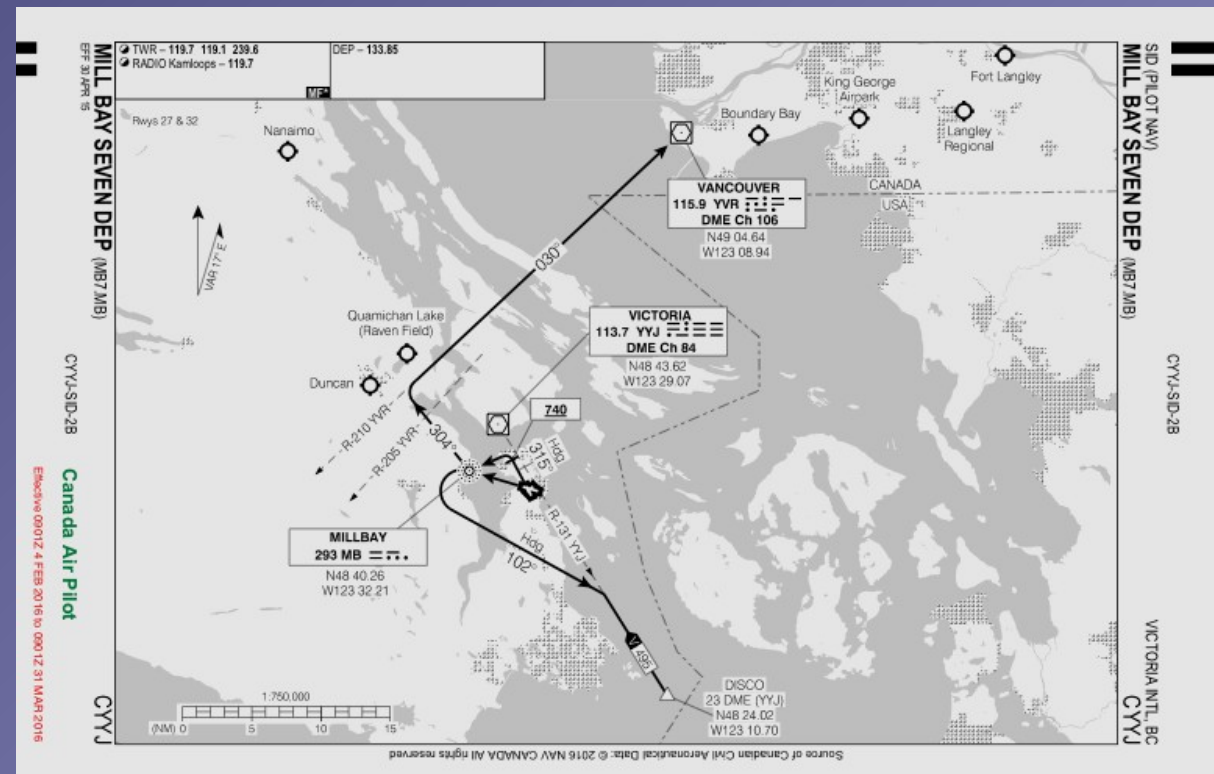 SID (PILOT NAV)
MILL BAY SEVEN DEP (MB7.MB)
CYYJ-SID-2B
VICTORIA INTL, BC
CYYJ
TWR – 119.7 119.1 239.6
RADIO Kamloops – 119.7
MF*
DEP – 133.85
Rwys 27 & 32
Nanaimo
VAR 17° E
Boundary Bay
King George
Airpark
Fort Langley
Langley
Regional
CANADA
USA
VANCOUVER
115.9 YVR
DME Ch 106
N49 04.64
W123 08.94
030°
Quamichan Lake
(Raven Field)
Duncan
VICTORIA
113.7 YYJ
DME Ch 84
N48 43.62
W123 29.07
740
R-210 YVR
R-205 YVR
304°
Hdg
315°
R-131 YYJ
Hdg
102°
MILLBAY
293 MB
N48 40.26
W123 32.21
V
495
DISCO
23 DME (YYJ)
N48 24.02
W123 10.70
1:750,000
(NM) 0 5 10 15
MILL BAY SEVEN DEP (MB7.MB)
EFF 30 APR 15
CYYJ-SID-2B
Canada Air Pilot
Effective 0901Z 4 FEB 2016 to 0901Z 31 MAR 2016
CYYJ
Source of Canadian Civil Aeronautical Data: © 2016 NAV CANADA All rights reserved